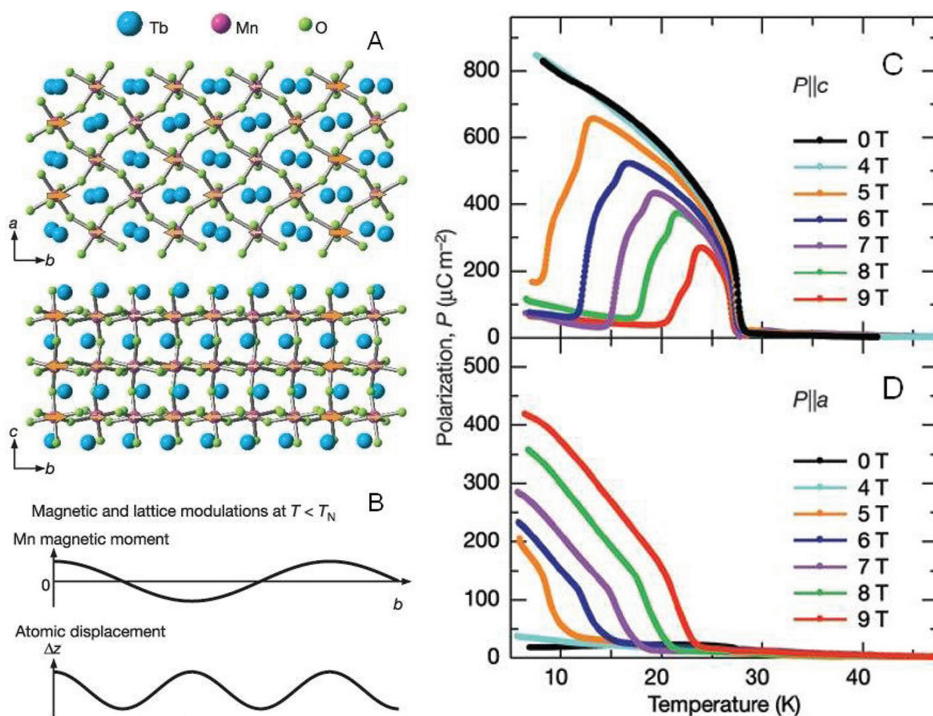 Tb Mn O A
a
b
c
b
Magnetic and lattice modulations at T < TN B
Mn magnetic moment
0
b
Atomic displacement
Δz
Polarization, P (μC m−2)
C
P||c
800
600
400
200
0
0 T
4 T
5 T
6 T
7 T
8 T
9 T
D
P||a
500
400
300
200
100
0
0 T
4 T
5 T
6 T
7 T
8 T
9 T
10 20 30 40
Temperature (K)